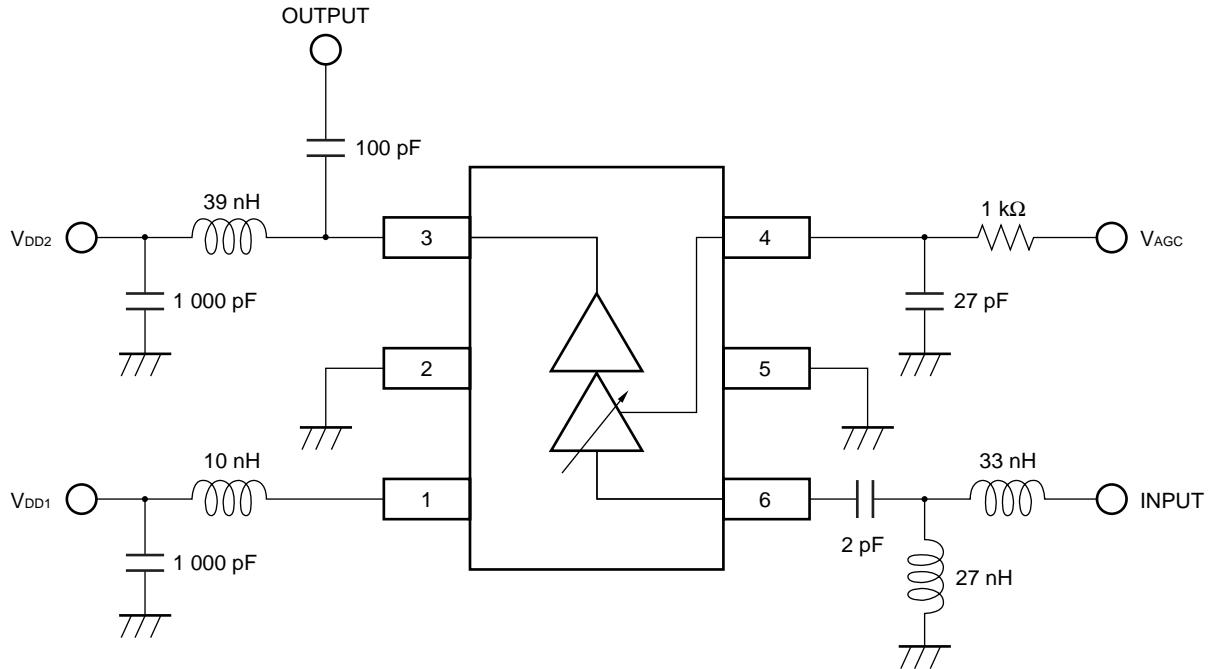 OUTPUT
100 pF
39 nH
VDD2
3
1 000 pF
2
10 nH
VDD1
1
1 000 pF
4
1 kΩ
VAGC
27 pF
5
6
2 pF
33 nH
INPUT
27 nH